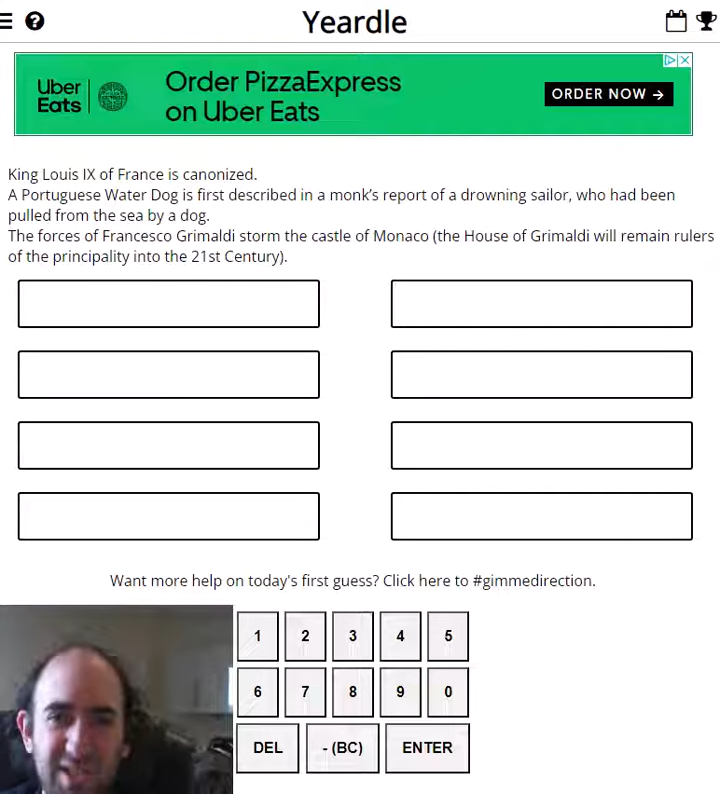 Yeardle
Uber
Eats
Order PizzaExpress
on Uber Eats
ORDER NOW →
King Louis IX of France is canonized.
A Portuguese Water Dog is first described in a monk’s report of a drowning sailor, who had been
pulled from the sea by a dog.
The forces of Francesco Grimaldi storm the castle of Monaco (the House of Grimaldi will remain rulers
of the principality into the 21st Century).
Want more help on today's first guess? Click here to #gimmedirection.
1 2 3 4 5
6 7 8 9 0
DEL - (BC) ENTER